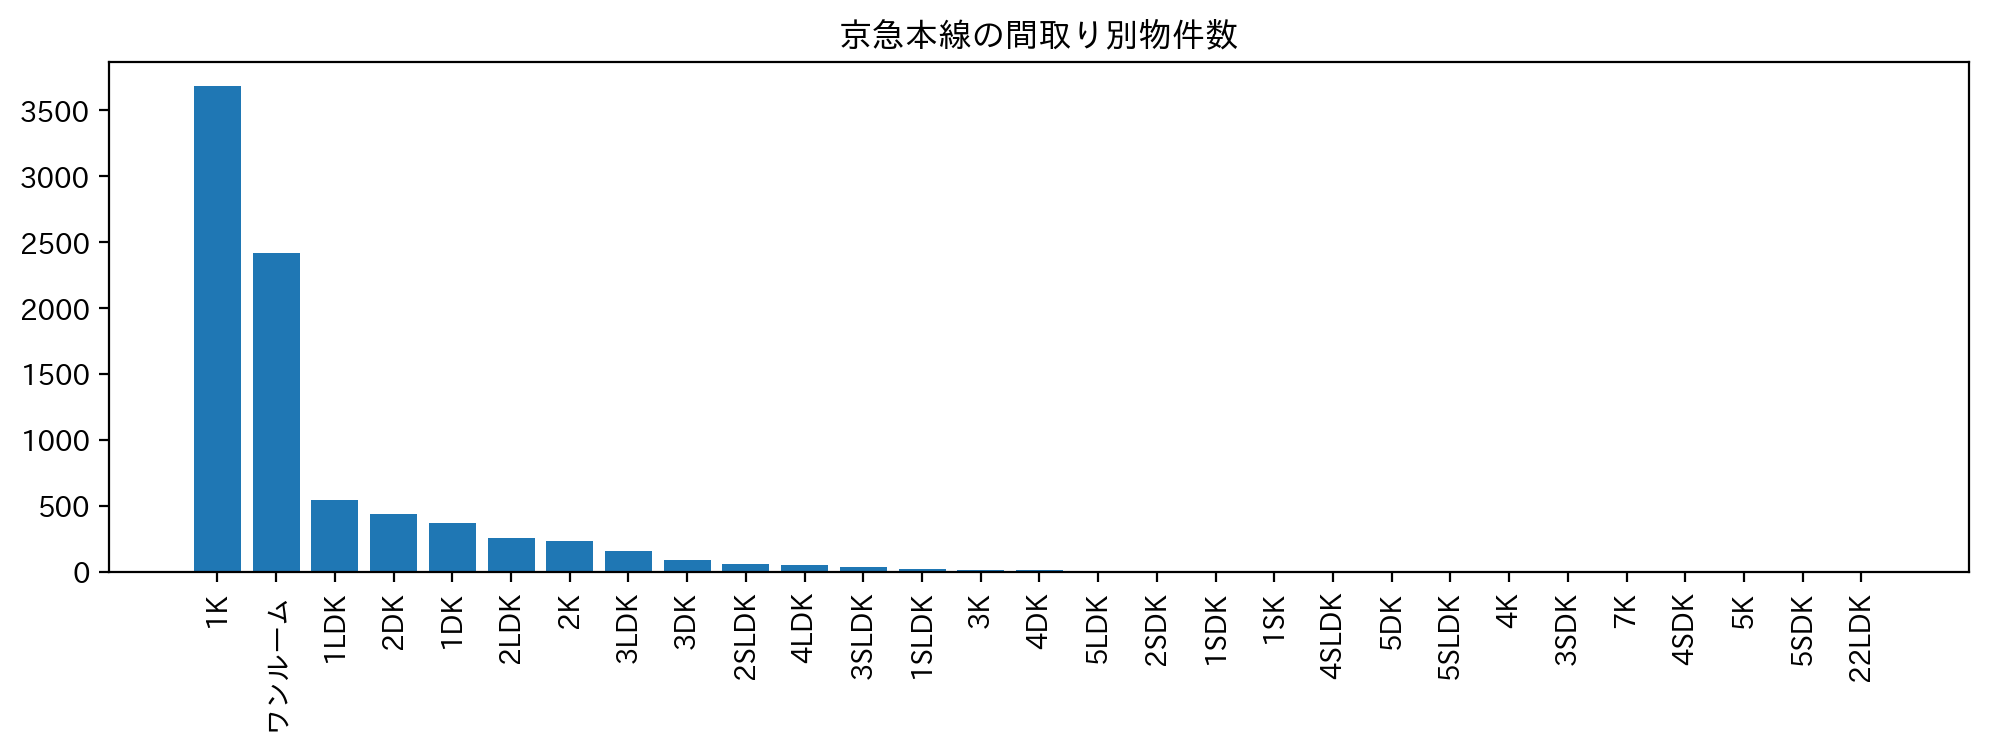 京急本線の間取り別物件数
3500
3000
2500
2000
1500
1000
500
0
1K
ワンルーム
1LDK
2DK
1DK
2LDK
2K
3LDK
3DK
2SLDK
4LDK
3SLDK
1SLDK
3K
4DK
5LDK
2SDK
1SDK
1SK
4SLDK
5DK
5SLDK
4K
3SDK
7K
4SDK
5K
5SDK
22LDK